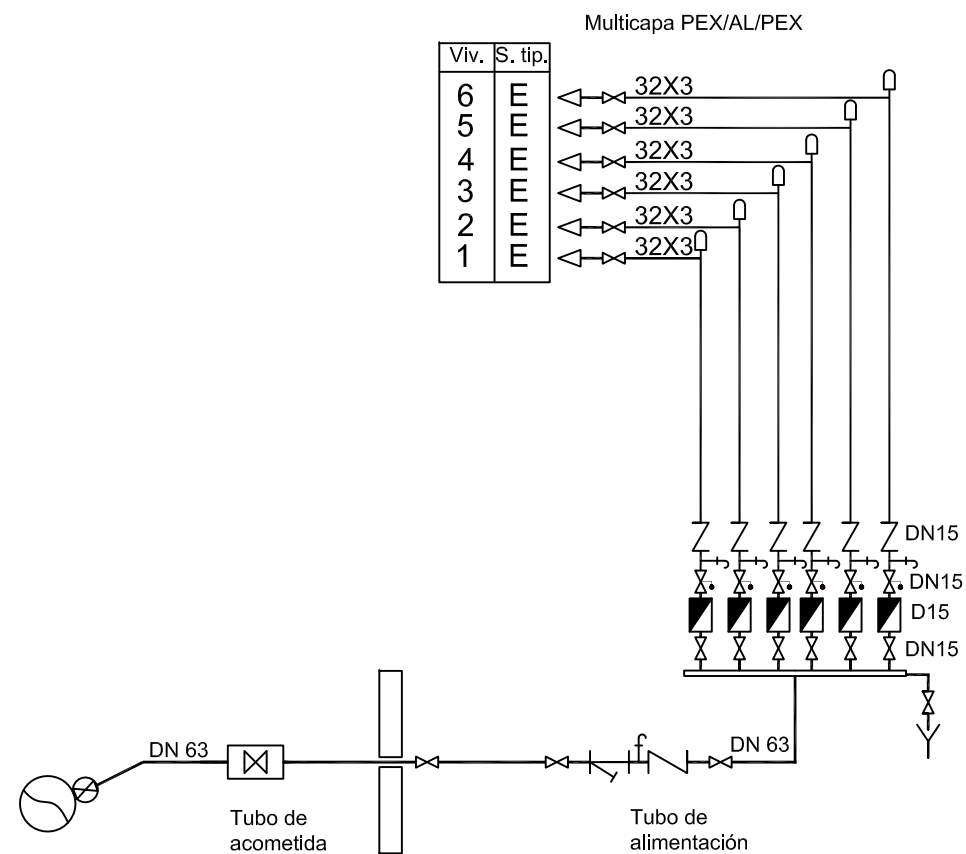 Multicapa PEX/AL/PEX
Viv. S. tip.
6 E 32X3
5 E 32X3
4 E 32X3
3 E 32X3
2 E 32X3
1 E 32X3
DN15
DN15
D15
DN15
DN 63
DN 63
Tubo de
acometida
Tubo de
alimentación